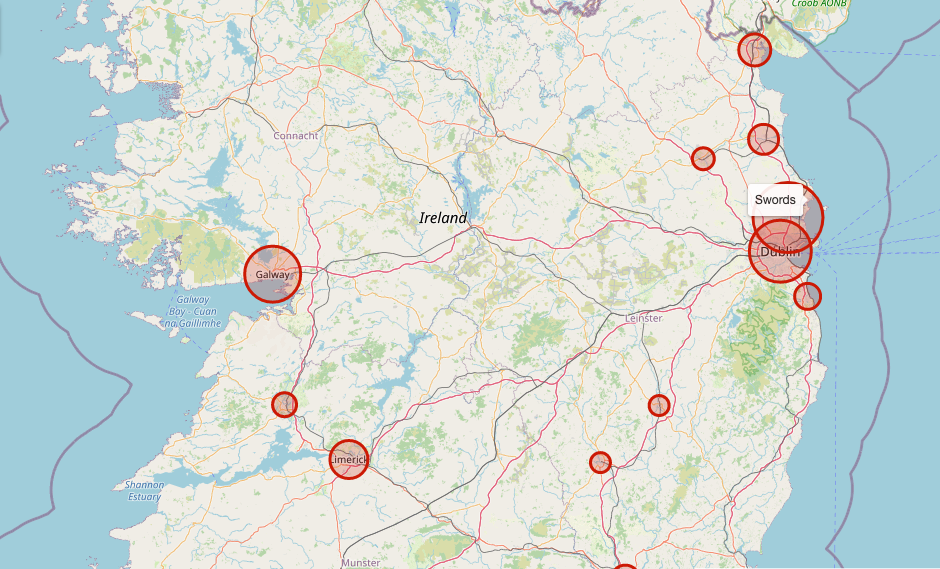 Croob AONB
Connacht
Swords
Ireland
Dublin
Galway
Galway
Bay - Cuan
na Gaillimhe
Leinster
Limerick
Shannon
Estuary
Munster